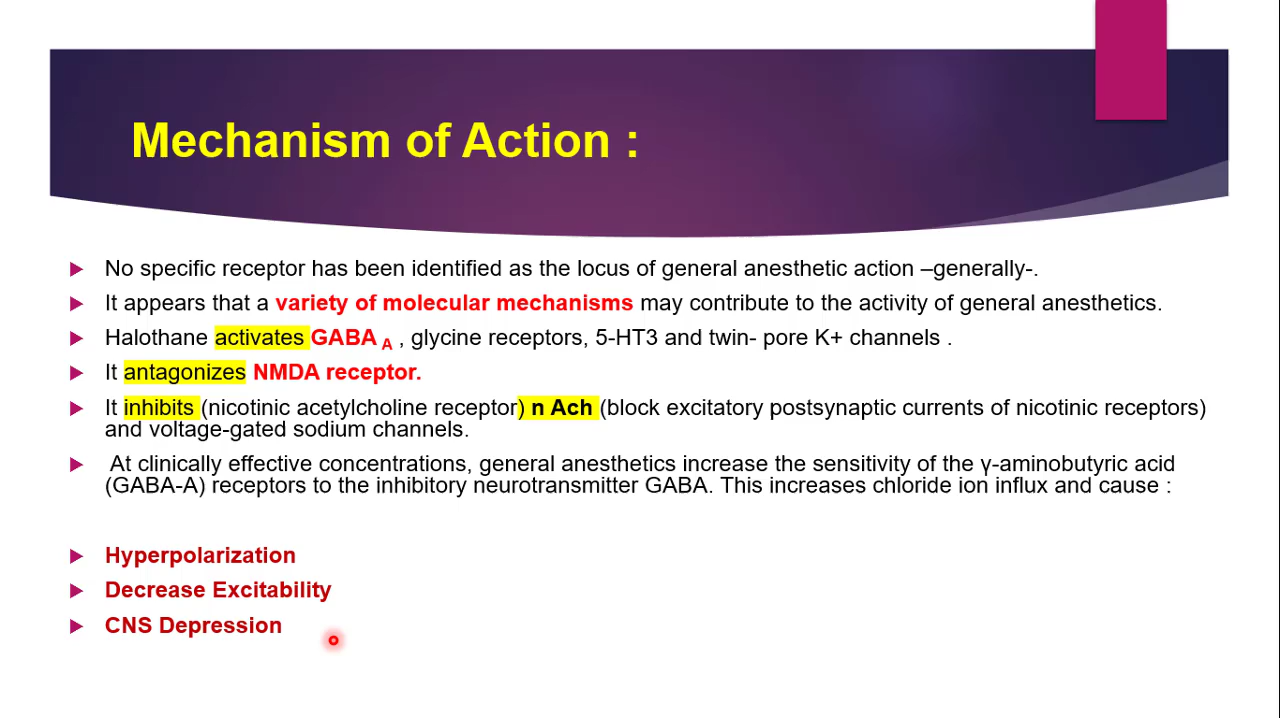 Mechanism of Action :
No specific receptor has been identified as the locus of general anesthetic action –generally-.
It appears that a variety of molecular mechanisms may contribute to the activity of general anesthetics.
Halothane activates GABA A , glycine receptors, 5-HT3 and twin- pore K+ channels .
It antagonizes NMDA receptor.
It inhibits (nicotinic acetylcholine receptor) n Ach (block excitatory postsynaptic currents of nicotinic receptors)
and voltage-gated sodium channels.
At clinically effective concentrations, general anesthetics increase the sensitivity of the γ-aminobutyric acid
(GABA-A) receptors to the inhibitory neurotransmitter GABA. This increases chloride ion influx and cause :
Hyperpolarization
Decrease Excitability
CNS Depression